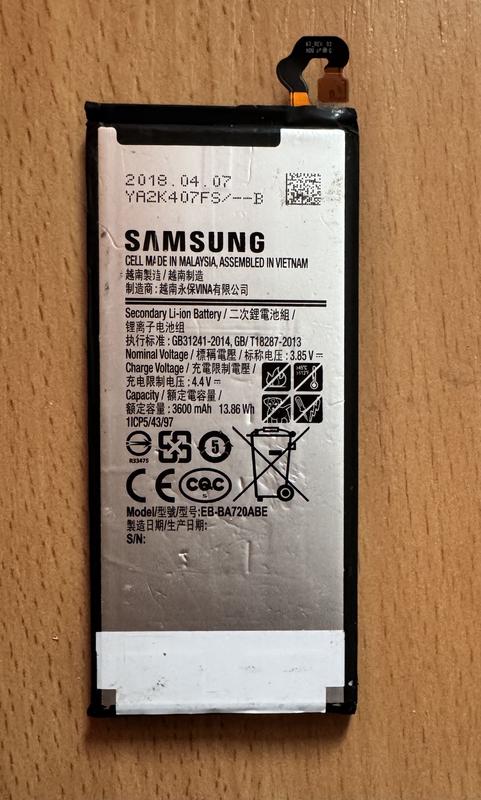 A7_REV 02
2018.04.07
YA2K407FS/--B
SAMSUNG
CELL MADE IN MALAYSIA, ASSEMBLED IN VIETNAM
越南製造 / 越南制造
制造商 : 越南永保VINA有限公司
Secondary Li-ion Battery / 二次鋰電池組 /
锂离子电池组
执行标准 : GB31241-2014, GB/ T18287-2013
Nominal Voltage / 標稱電壓 / 标称电压 : 3.85 V
Charge Voltage / 充電限制電壓 /
充电限制电压 : 4.4 V
Capacity / 額定電容量 /
额定容量 : 3600 mAh 13.86 Wh
1ICP5/43/97
R33475
5
CE CQC
S
Model/型號/型号:EB-BA720ABE
製造日期/生产日期:
S/N: